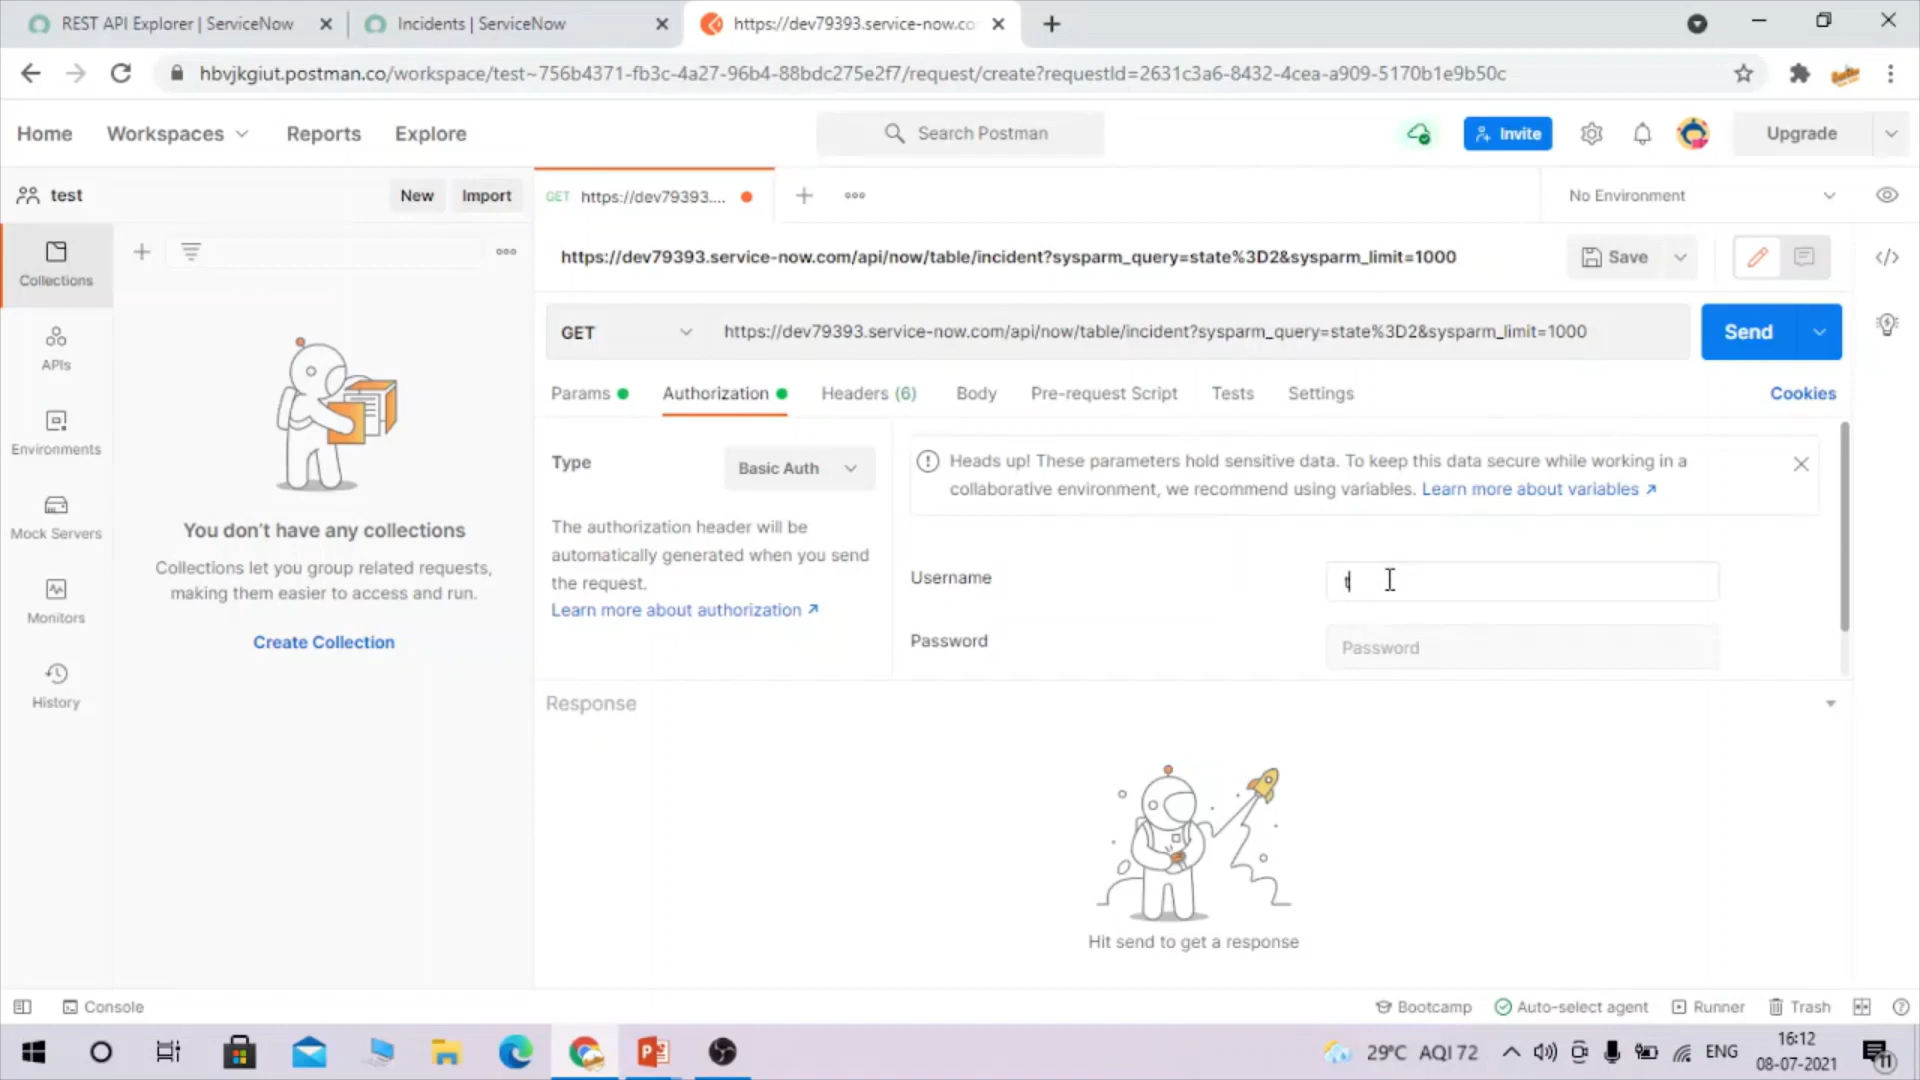 REST API Explorer | ServiceNow
Incidents | ServiceNow
https://dev79393.service-now.co
hbvjkgiut.postman.co/workspace/test~756b4371-fb3c-4a27-96b4-88bdc275e2f7/request/create?requestId=2631c3a6-8432-4cea-a909-5170b1e9b50c
Home
Workspaces
Reports
Explore
Search Postman
Invite
Upgrade
test
New
Import
GET https://dev79393....
No Environment
https://dev79393.service-now.com/api/now/table/incident?sysparm_query=state%3D2&sysparm_limit=1000
Save
GET
https://dev79393.service-now.com/api/now/table/incident?sysparm_query=state%3D2&sysparm_limit=1000
Send
Params
Authorization
Headers (6)
Body
Pre-request Script
Tests
Settings
Cookies
Collections
APIs
Environments
Mock Servers
Monitors
History
You don't have any collections
Collections let you group related requests,
making them easier to access and run.
Create Collection
Type
Basic Auth
The authorization header will be
automatically generated when you send
the request.
Learn more about authorization
Heads up! These parameters hold sensitive data. To keep this data secure while working in a
collaborative environment, we recommend using variables. Learn more about variables
Username
t
Password
Password
Response
Hit send to get a response
Console
Bootcamp
Auto-select agent
Runner
Trash
29°C AQI 72
ENG
16:12
08-07-2021
11